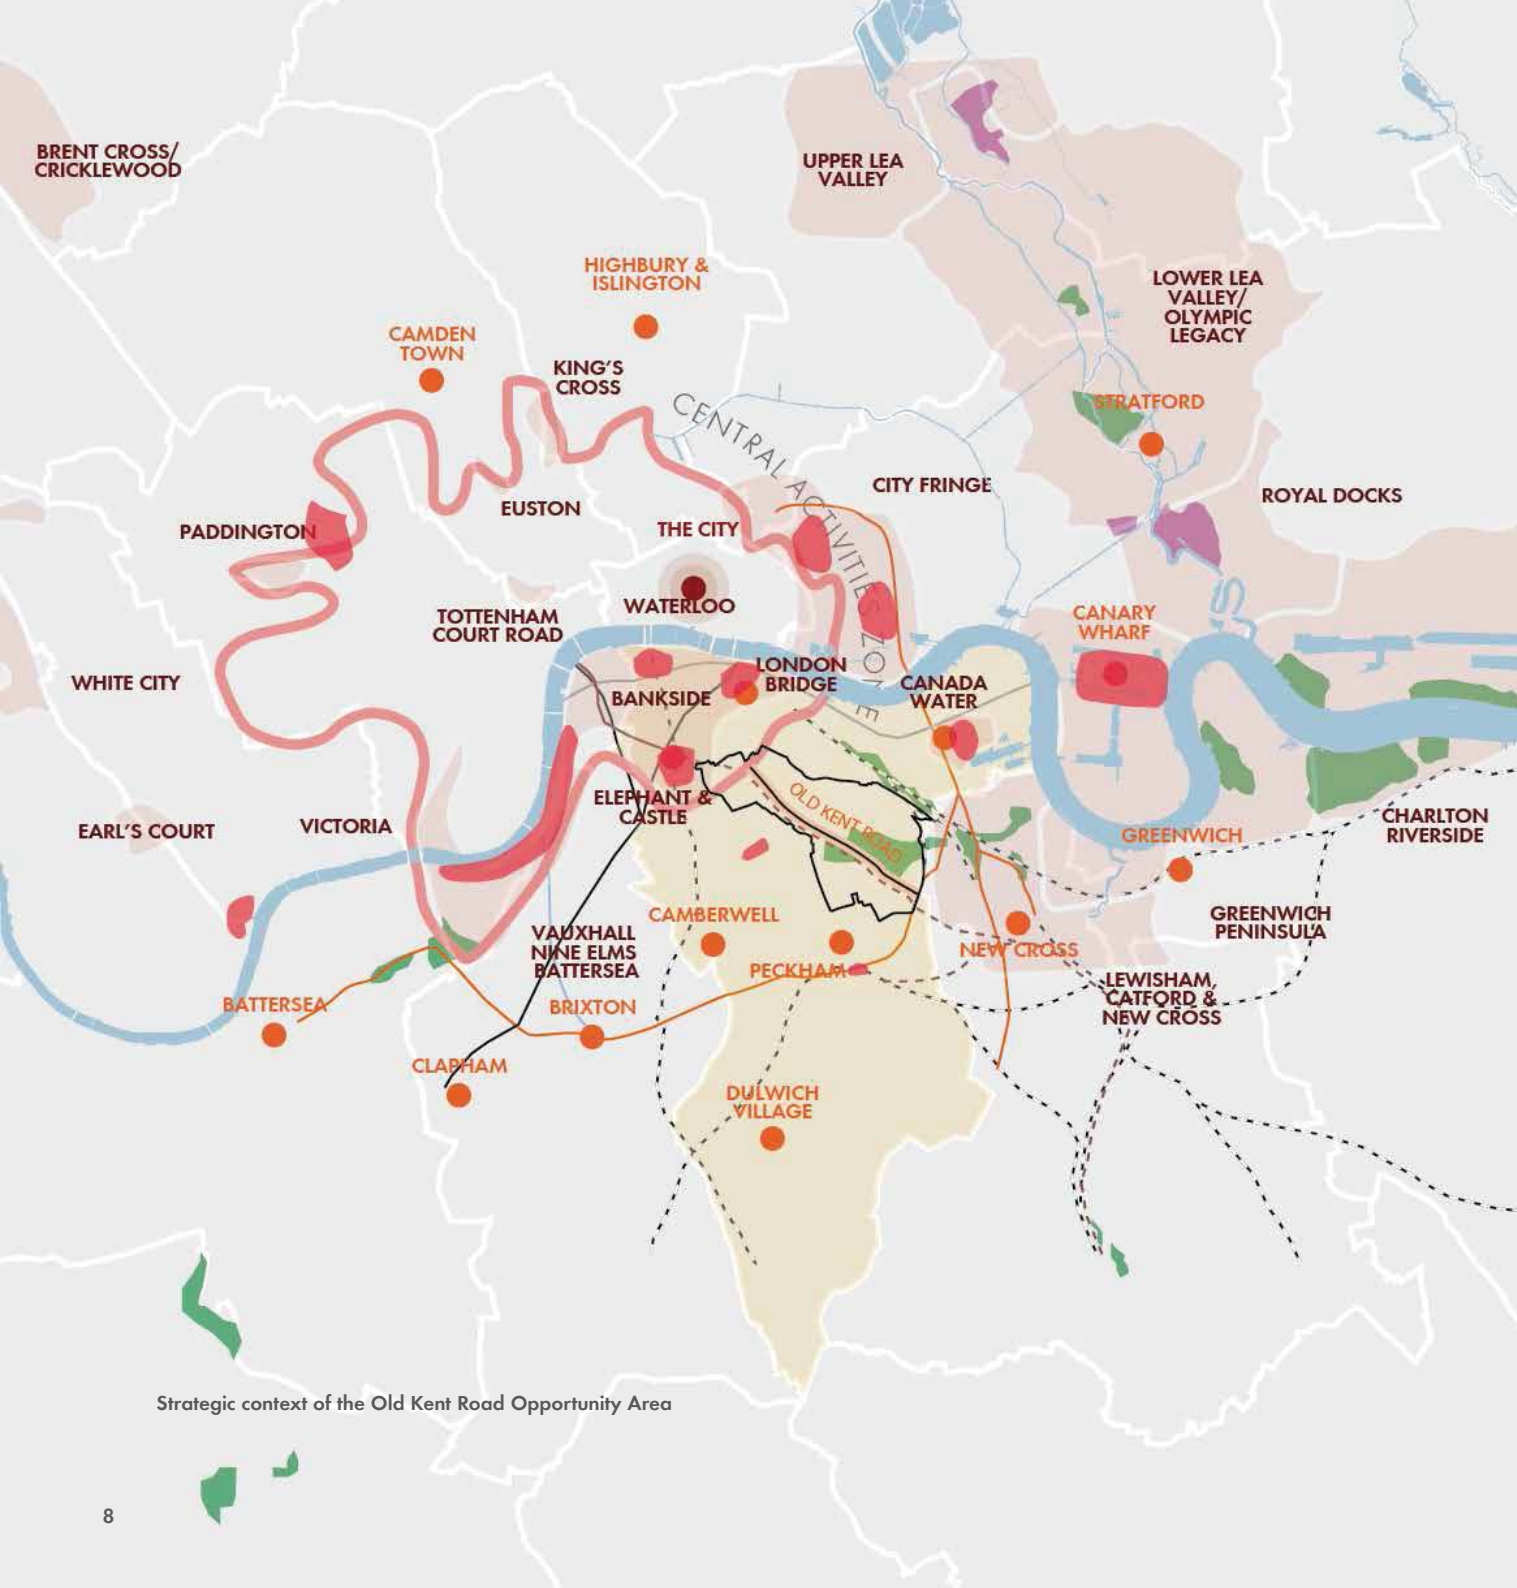 BRENT CROSS/
CRICKLEWOOD
UPPER LEA
VALLEY
HIGHBURY &
ISLINGTON
LOWER LEA
VALLEY/
OLYMPIC
LEGACY
CAMDEN
TOWN
KING'S
CROSS
CENTRAL ACTIVITIES ZONE
STRATFORD
CITY FRINGE
ROYAL DOCKS
EUSTON
PADDINGTON
THE CITY
TOTTENHAM
COURT ROAD
WATERLOO
CANARY
WHARF
WHITE CITY
BANKSIDE
LONDON
BRIDGE
CANADA
WATER
ELEPHANT &
CASTLE
OLD KENT ROAD
EARL'S COURT
VICTORIA
GREENWICH
CHARLTON
RIVERSIDE
CAMBERWELL
GREENWICH
PENINSULA
VAUXHALL
NINE ELMS
BATTERSEA
PECKHAM
NEW CROSS
LEWISHAM,
CATFORD &
NEW CROSS
BATTERSEA
BRIXTON
CLAPHAM
DULWICH
VILLAGE
Strategic context of the Old Kent Road Opportunity Area
8